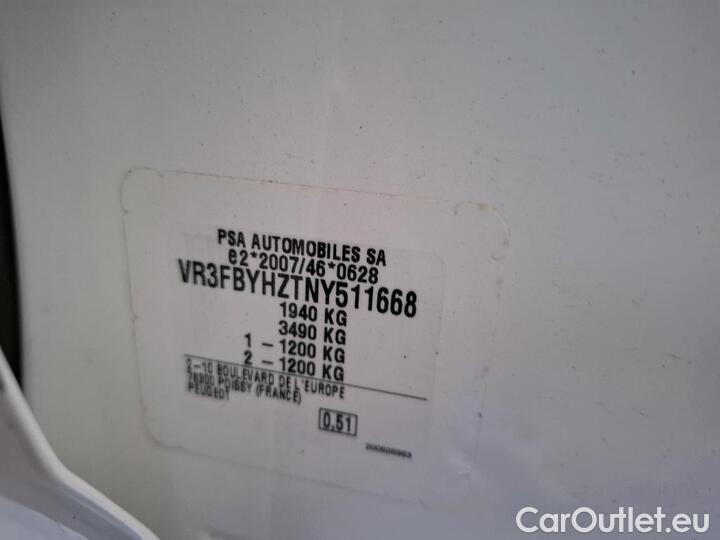 PSA AUTOMOBILES SA
e2*2007/46*0628
VR3FBYHZTNY511668
1940 KG
3490 KG
1 - 1200 KG
2 - 1200 KG
2-10 BOULEVARD DE L'EUROPE
78300 POISSY (FRANCE)
PEUGEOT
0.51
CarOutlet.eu